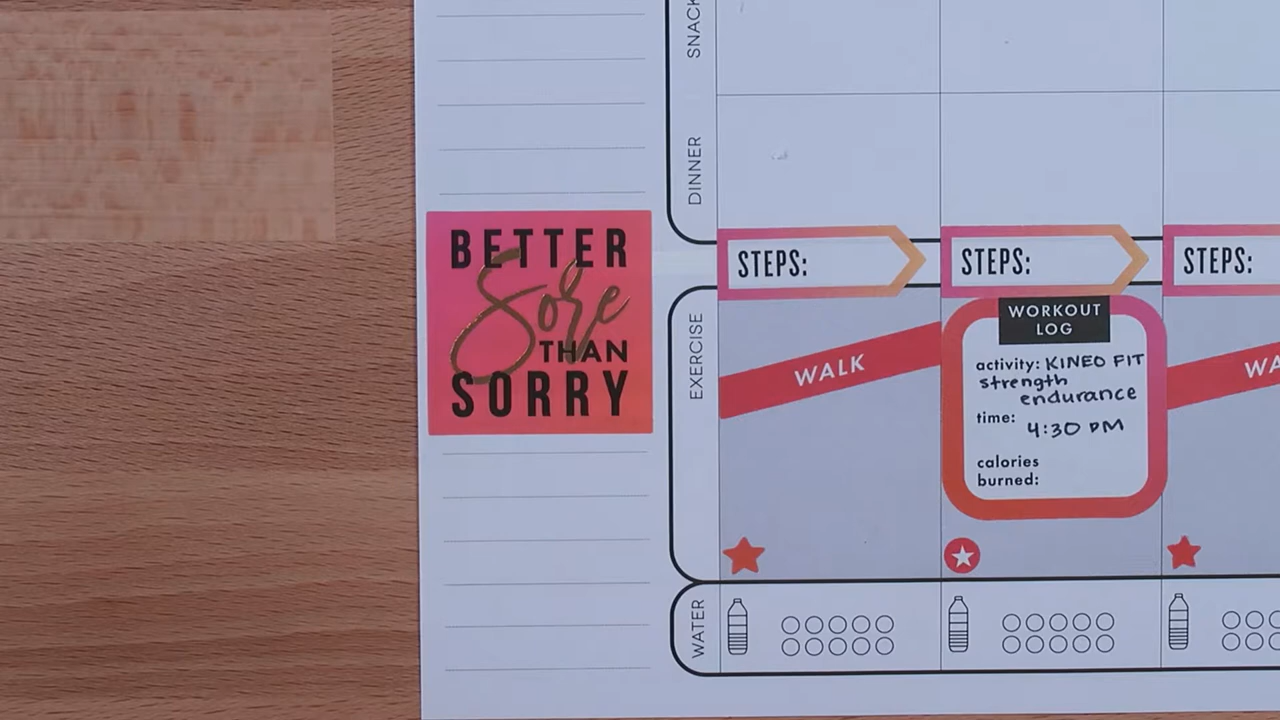 SNACK
DINNER
BETTER
Sore
THAN
SORRY
STEPS:
STEPS:
STEPS:
EXERCISE
WALK
WORKOUT
LOG
activity: KINEO FIT
strength
endurance
time:
4:30 PM
calories
burned:
WA
WATER